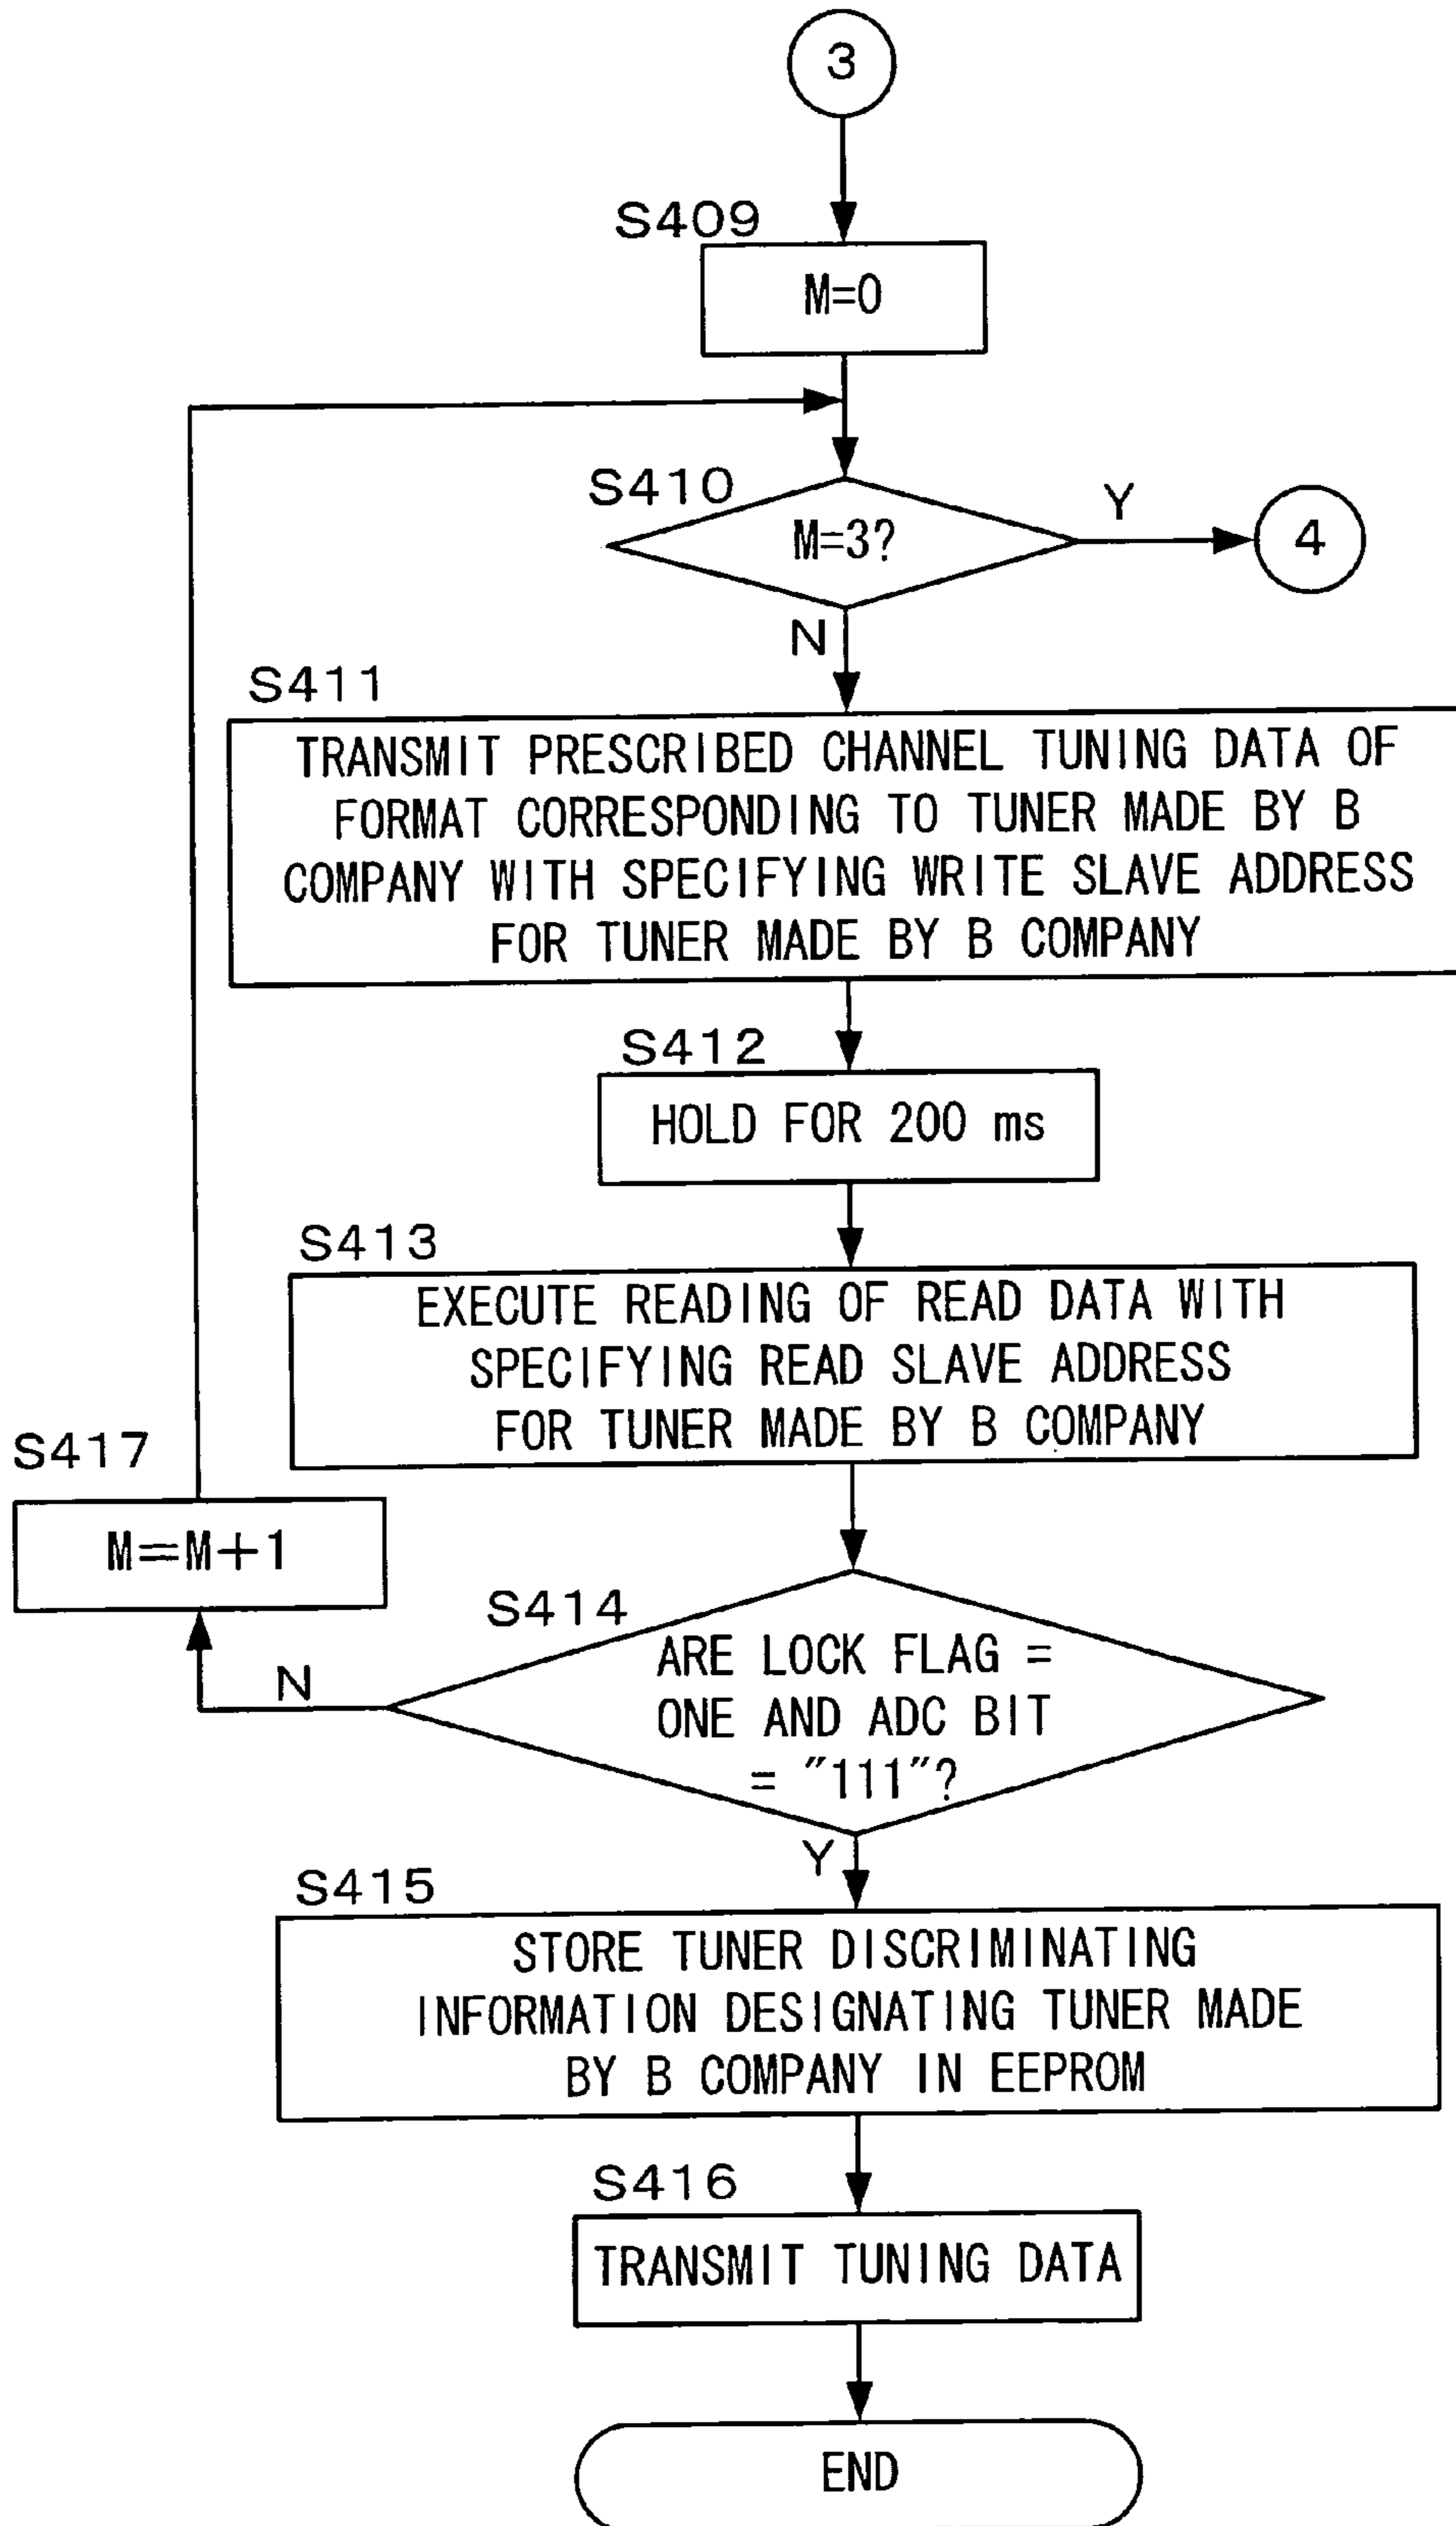 3
S409
M=0
S410
M=3?
Y
4
N
S411
TRANSMIT PRESCRIBED CHANNEL TUNING DATA OF
FORMAT CORRESPONDING TO TUNER MADE BY B
COMPANY WITH SPECIFYING WRITE SLAVE ADDRESS
FOR TUNER MADE BY B COMPANY
S412
HOLD FOR 200 ms
S413
EXECUTE READING OF READ DATA WITH
SPECIFYING READ SLAVE ADDRESS
FOR TUNER MADE BY B COMPANY
S417
M=M+1
S414
ARE LOCK FLAG =
ONE AND ADC BIT
= "111"?
N
Y
S415
STORE TUNER DISCRIMINATING
INFORMATION DESIGNATING TUNER MADE
BY B COMPANY IN EEPROM
S416
TRANSMIT TUNING DATA
END